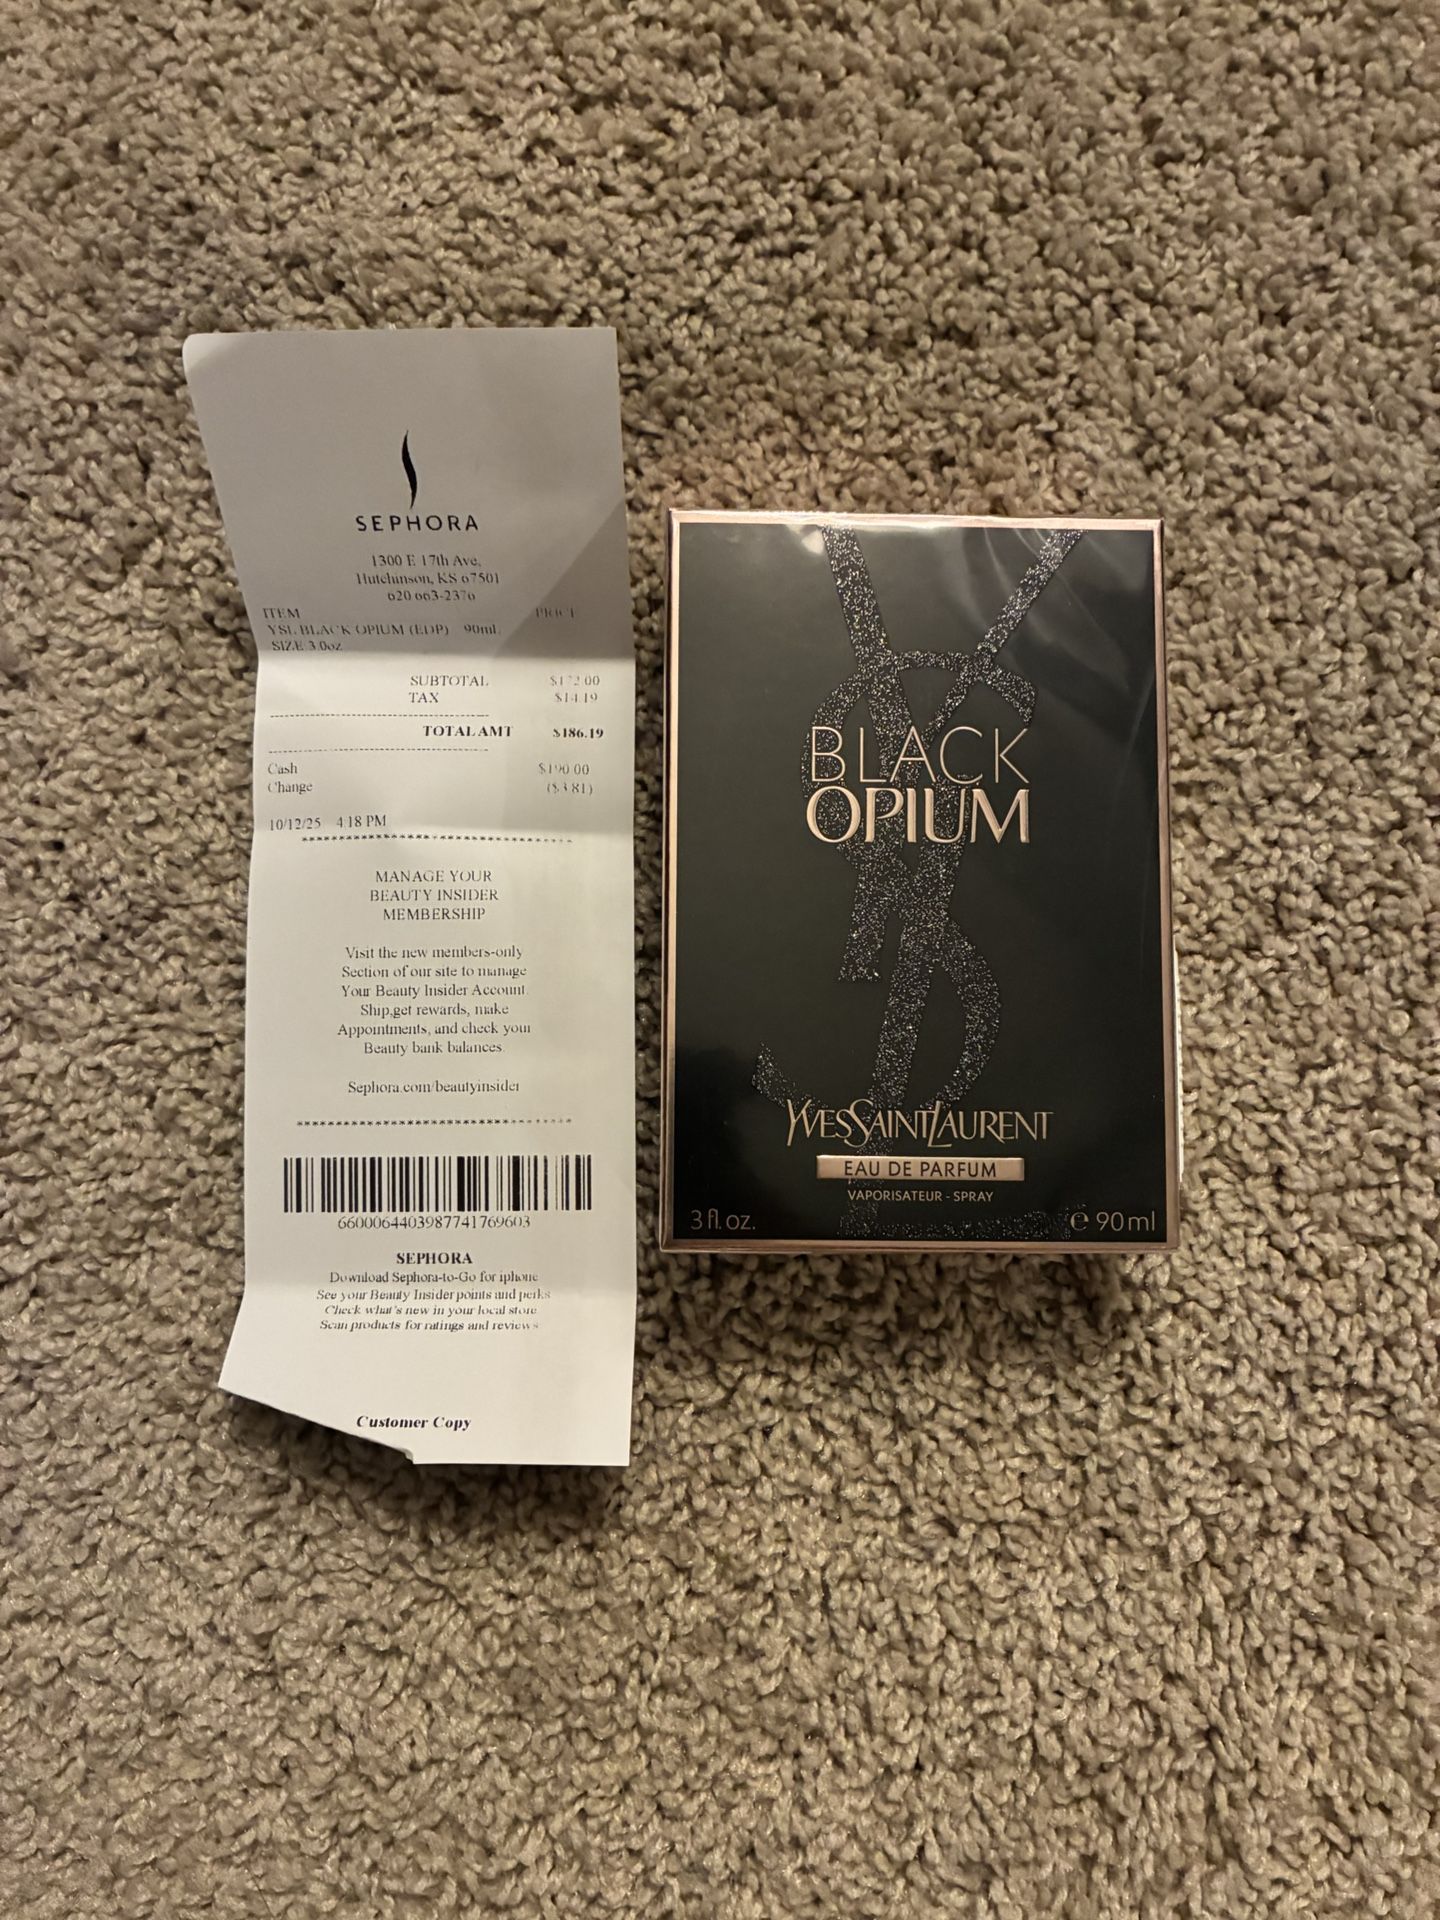 SEPHORA
1300 E 17th Ave,
Hutchinson, KS 67501
620 663-2376
ITEM PRICE
YSL BLACK OPIUM (EDP) 90mL
SIZE 3.0oz
SUBTOTAL $172.00
TAX $14.19
TOTAL AMT $186.19
Cash $190.00
Change ($3.81)
10/12/25 4.18 PM
****************************
MANAGE YOUR
BEAUTY INSIDER
MEMBERSHIP
Visit the new members-only
Section of our site to manage
Your Beauty Insider Account.
Ship,get rewards, make
Appointments, and check your
Beauty bank balances.
Sephora.com/beautyinsider
****************************
6600064403987741769603
SEPHORA
Download Sephora-to-Go for iphone
See your Beauty Insider points and perks
Check what's new in your local store
Scan products for ratings and reviews
Customer Copy
BLACK
OPIUM
YVESSAINTLAURENT
EAU DE PARFUM
VAPORISATEUR - SPRAY
3 fl. oz. e 90 ml